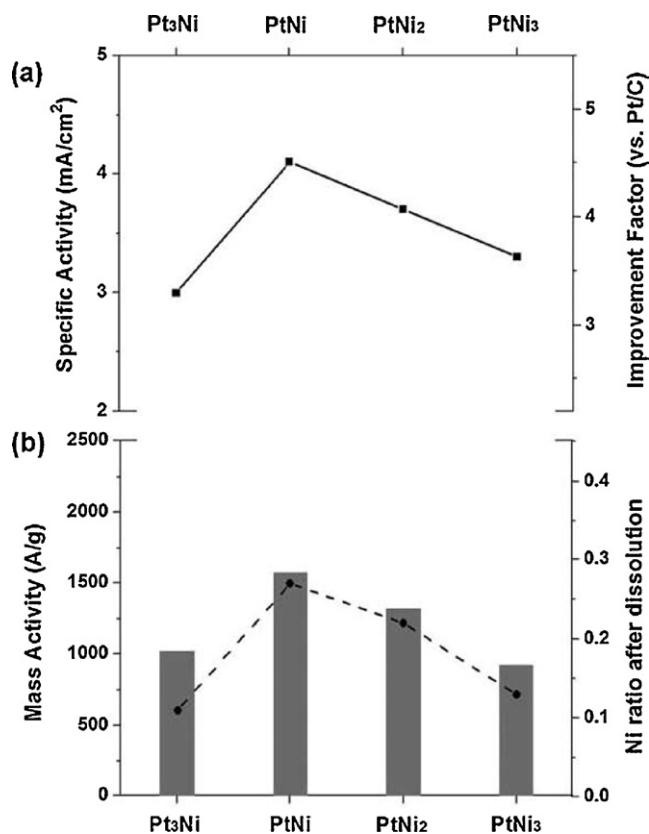 Pt₃Ni PtNi PtNi₂ PtNi₃
(a)
Specific Activity (mA/cm²)
5
4
3
2
Improvement Factor (vs. Pt/C)
5
4
3
(b)
Mass Activity (A/g)
2500
2000
1500
1000
500
0
Ni ratio after dissolution
0.4
0.3
0.2
0.1
0.0
Pt₃Ni PtNi PtNi₂ PtNi₃